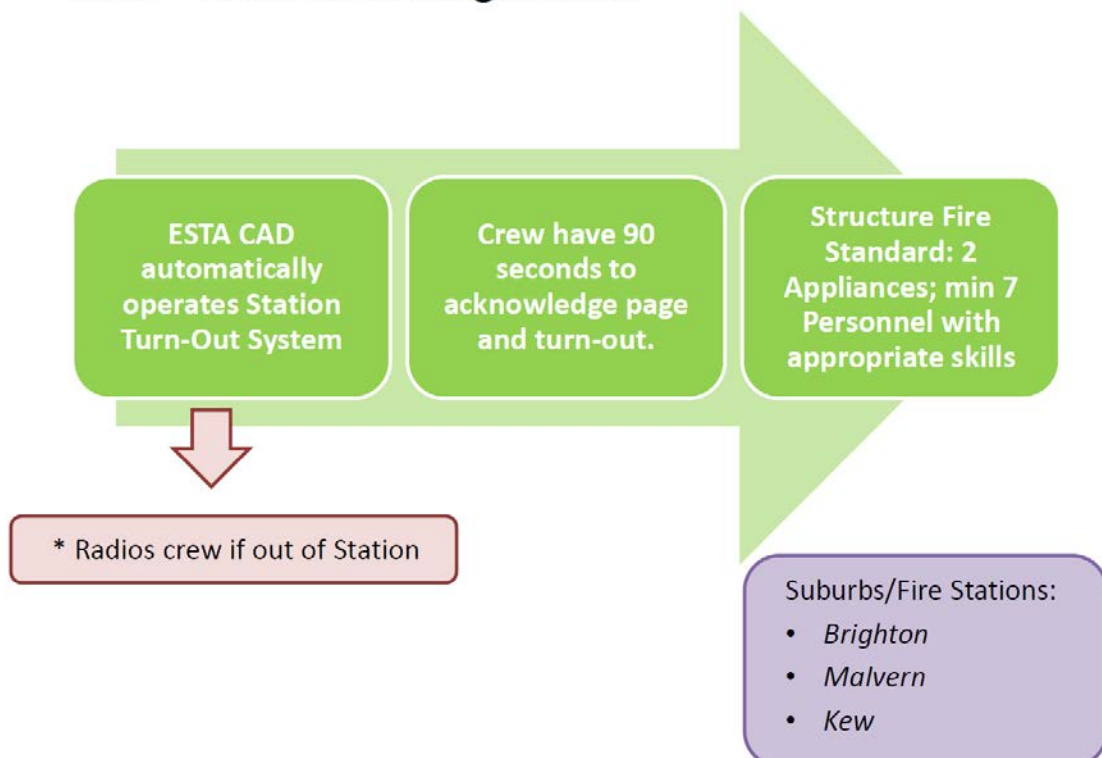 ESTA CAD
automatically
operates Station
Turn-Out System
Crew have 90
seconds to
acknowledge page
and turn-out.
Structure Fire
Standard: 2
Appliances; min 7
Personnel with
appropriate skills
* Radios crew if out of Station
Suburbs/Fire Stations:
• Brighton
• Malvern
• Kew